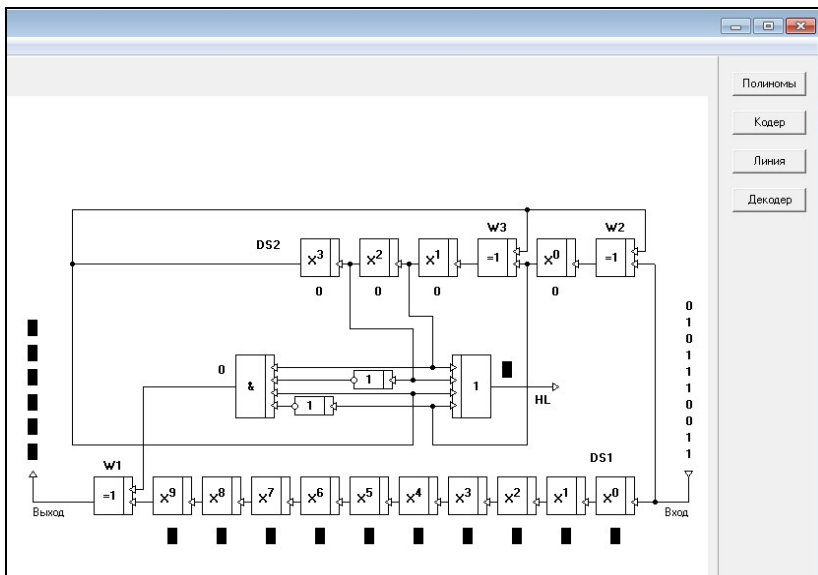 Полиномы
Кодер
Линия
Декодер
W3 W2
DS2
x3 x2 x1 =1 x0 =1
0 0 0 0
0
1
0
1
1
1
0
0
1
1
0
& 1 1
1 HL
W1 DS1
=1 x9 x8 x7 x6 x5 x4 x3 x2 x1 x0
Выход Вход